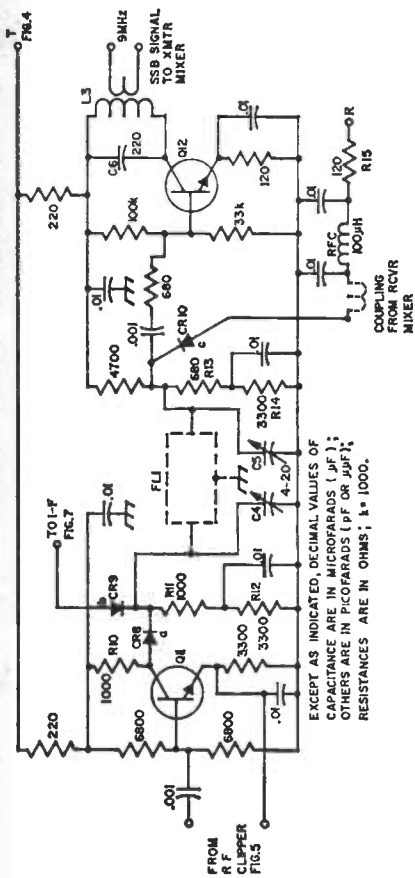 T
FIG.4
220
220
TO I-F
FIG.7
.01
R10
1000
6800
b
CR9
CR8
a
Q11
R11
1000
.01
R12
3300
3300
6800
.001
.01
FROM
R F
CLIPPER
FIG.5
FL1
C4
C5
4-20
4700
.01
.001
680
CR10
c
680
R13
.01
3300
R14
100k
33k
C6
220
L3
9MHz
SSB SIGNAL
TO XMTR
MIXER
Q12
120
.01
.01
.01
RFC
100µH
120
R15
R
COUPLING
FROM RCVR
MIXER
EXCEPT AS INDICATED, DECIMAL VALUES OF
CAPACITANCE ARE IN MICROFARADS ( µF ) ;
OTHERS ARE IN PICOFARADS ( pF OR µµF);
RESISTANCES ARE IN OHMS ; k = 1000.